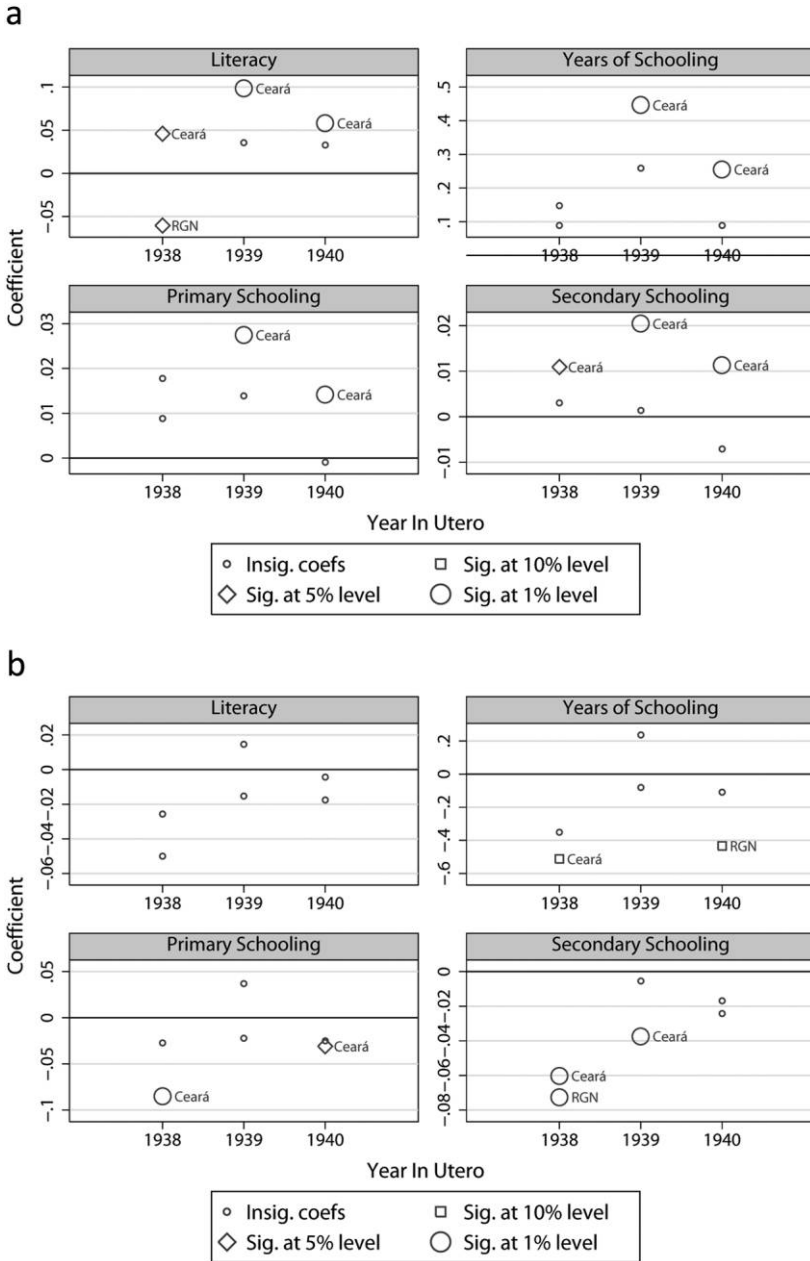 a
Literacy
.1
.05
0
-.05
Ceará
Ceará
Ceará
RGN
1938 1939 1940
Years of Schooling
.5
.4
.3
.2
.1
Ceará
Ceará
1938 1939 1940
Coefficient
Primary Schooling
.03
.02
.01
0
Ceará
Ceará
1938 1939 1940
Secondary Schooling
.02
.01
0
-.01
Ceará
Ceará
Ceará
1938 1939 1940
Year In Utero
Insig. coefs Sig. at 10% level
Sig. at 5% level Sig. at 1% level
b
Literacy
.02
0
-.02
-.04
-.06
1938 1939 1940
Years of Schooling
.2
0
-.2
-.4
-.6
Ceará
RGN
1938 1939 1940
Coefficient
Primary Schooling
.05
0
-.05
-.1
Ceará
Ceará
1938 1939 1940
Secondary Schooling
0
-.02
-.04
-.06
-.08
Ceará
Ceará
RGN
1938 1939 1940
Year In Utero
Insig. coefs Sig. at 10% level
Sig. at 5% level Sig. at 1% level